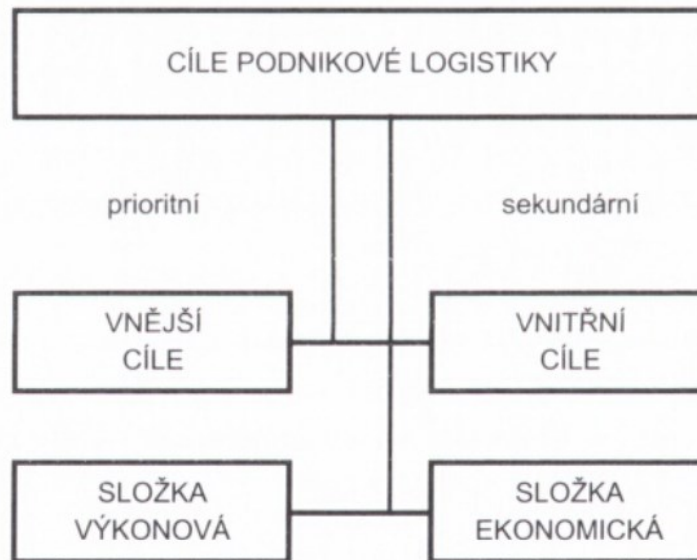 CÍLE PODNIKOVÉ LOGISTIKY
prioritní
sekundární
VNĚJŠÍ
CÍLE
VNITŘNÍ
CÍLE
SLOŽKA
VÝKONOVÁ
SLOŽKA
EKONOMICKÁ